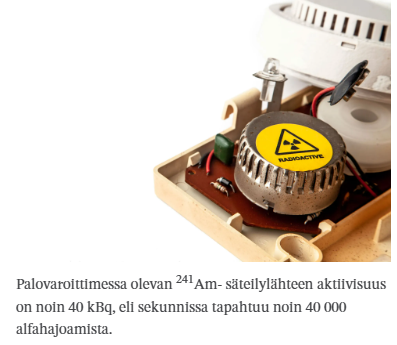 RADIOACTIVE
Palovaroittimessa olevan ²⁴¹Am- säteilylähteen aktiivisuus
on noin 40 kBq, eli sekunnissa tapahtuu noin 40 000
alfahajoamista.